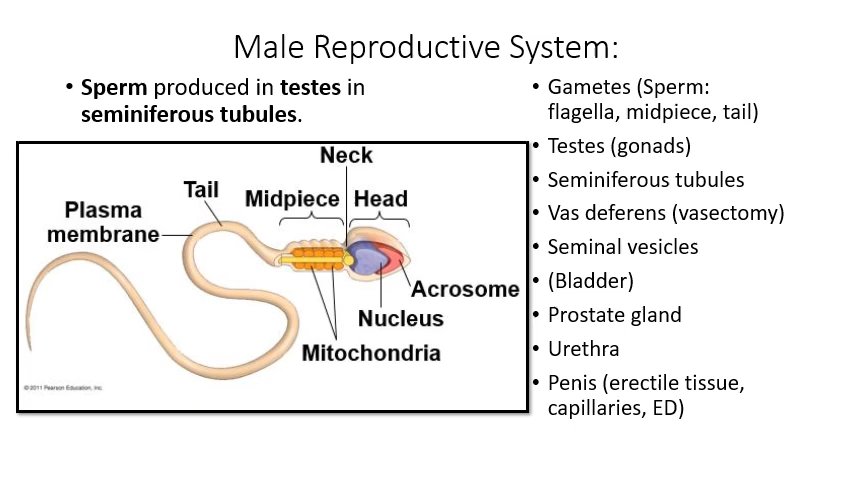 Male Reproductive System:
• Sperm produced in testes in
seminiferous tubules.
Neck
Tail
Midpiece
Head
Plasma
membrane
Acrosome
Nucleus
Mitochondria
© 2011 Pearson Education, Inc.
• Gametes (Sperm:
flagella, midpiece, tail)
• Testes (gonads)
• Seminiferous tubules
• Vas deferens (vasectomy)
• Seminal vesicles
• (Bladder)
• Prostate gland
• Urethra
• Penis (erectile tissue,
capillaries, ED)